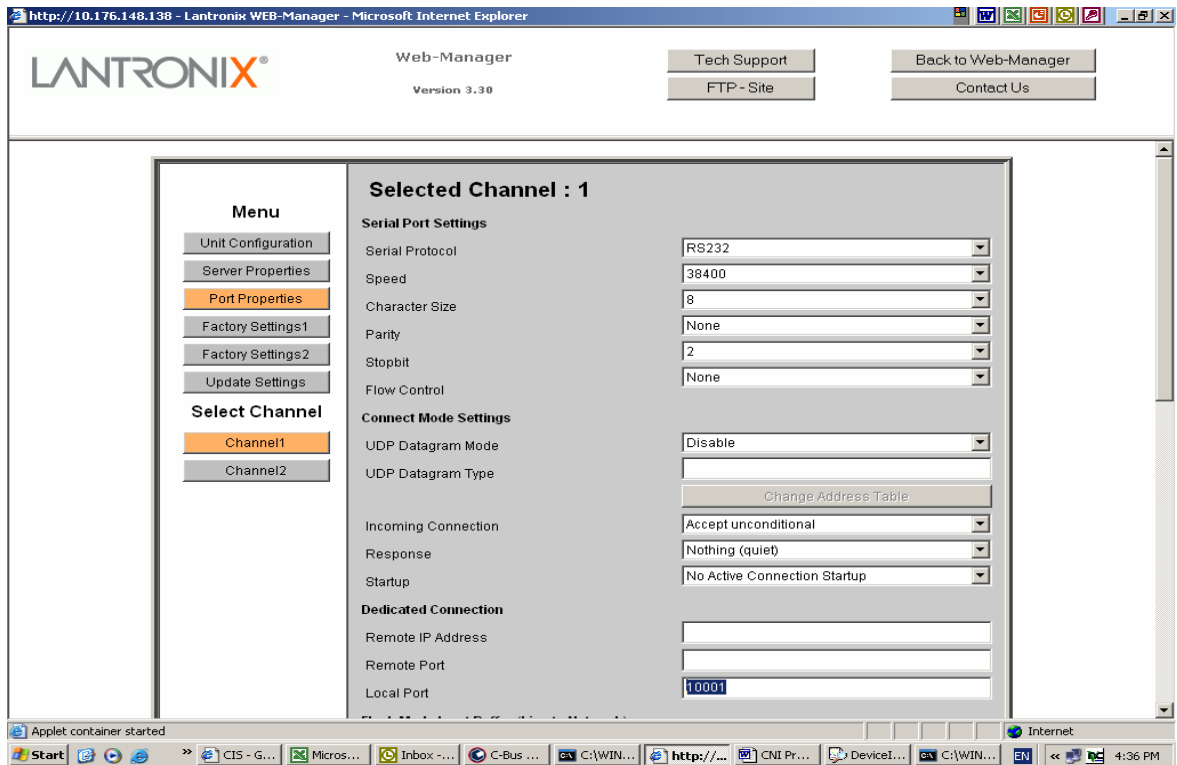 http://10.176.148.138 - Lantronix WEB-Manager - Microsoft Internet Explorer
LANTRONIX®
Web-Manager
Version 3.30
Tech Support
Back to Web-Manager
FTP - Site
Contact Us
Menu
Unit Configuration
Server Properties
Port Properties
Factory Settings1
Factory Settings2
Update Settings
Select Channel
Channel1
Channel2
Selected Channel : 1
Serial Port Settings
Serial Protocol RS232
Speed 38400
Character Size 8
Parity None
Stopbit 2
Flow Control None
Connect Mode Settings
UDP Datagram Mode Disable
UDP Datagram Type
Change Address Table
Incoming Connection Accept unconditional
Response Nothing (quiet)
Startup No Active Connection Startup
Dedicated Connection
Remote IP Address
Remote Port
Local Port 10001
Applet container started
Internet
Start » CIS - G... Micros... Inbox -... C-Bus ... C:\WIN... http://... CNI Pr... DeviceI... C:\WIN... EN « 4:36 PM